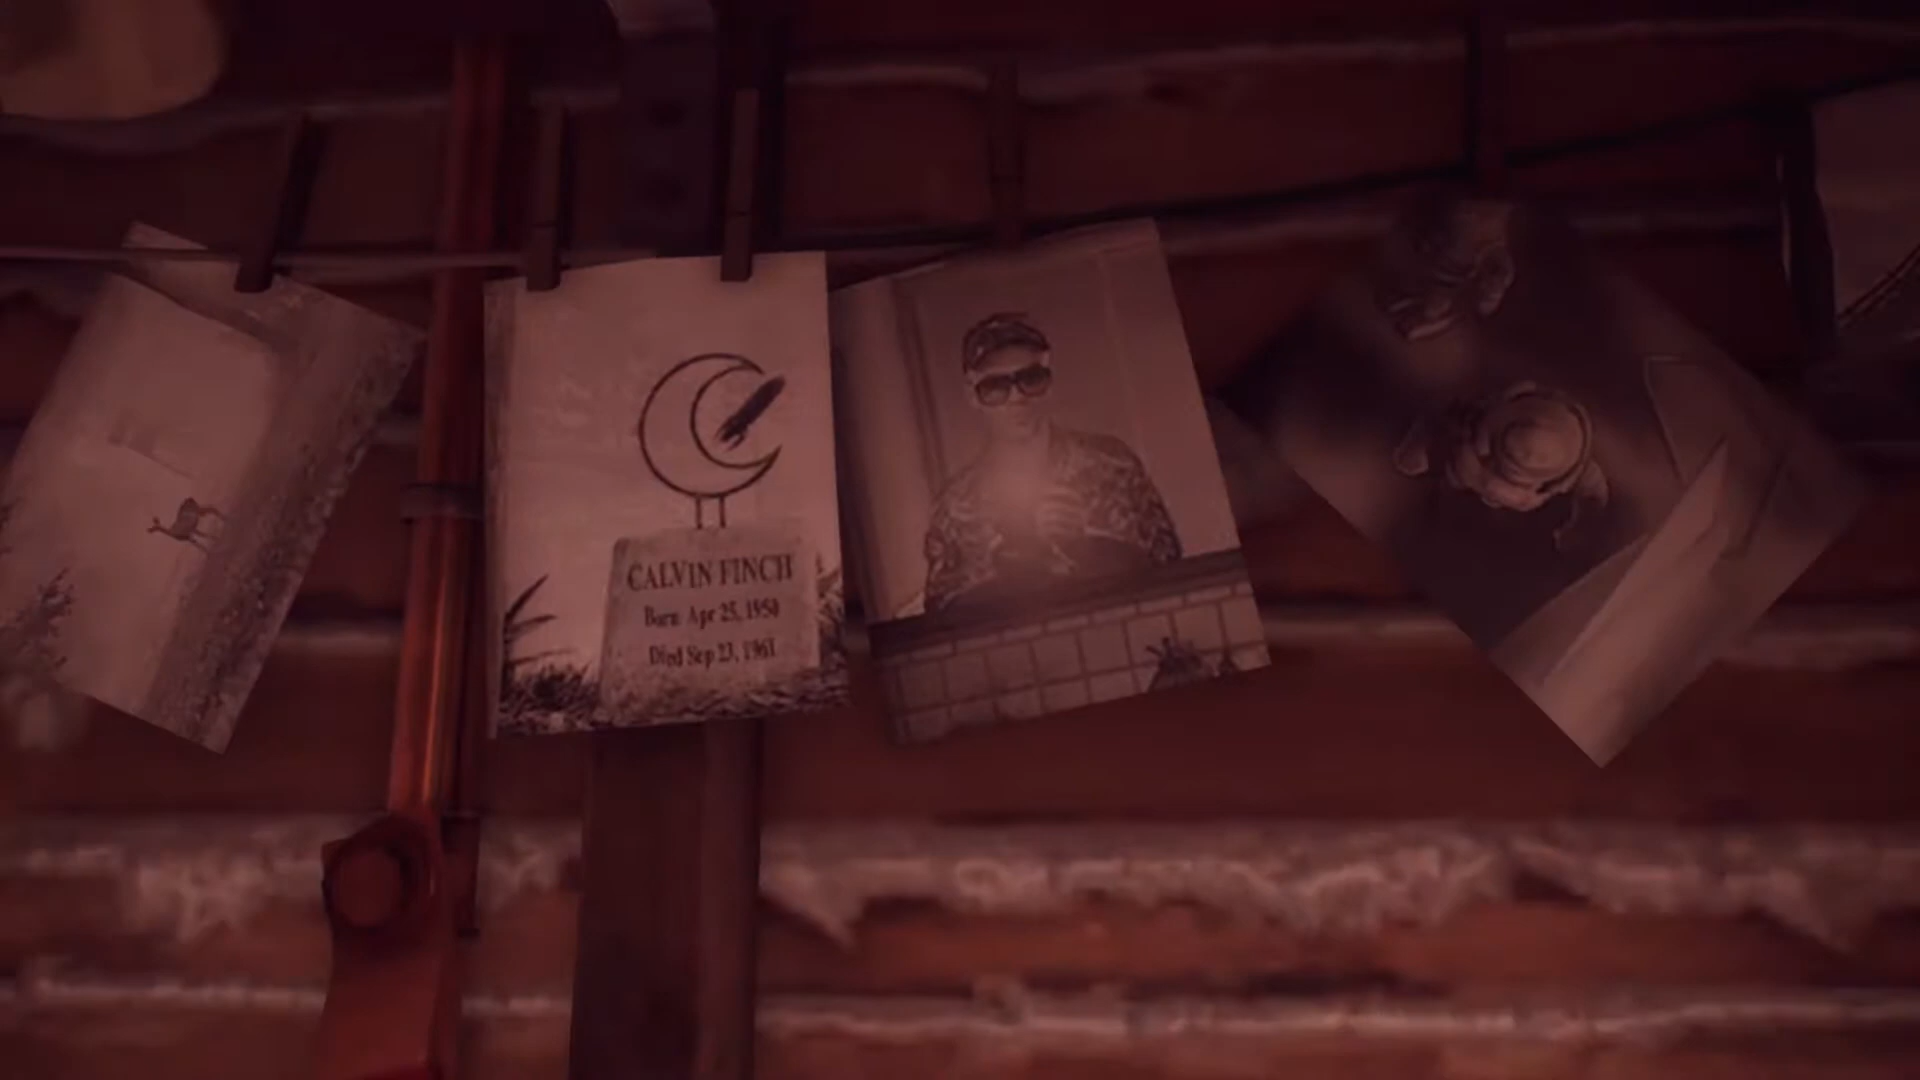 CALVIN FINCH
Born Apr 25, 1950
Died Sep 23, 1961